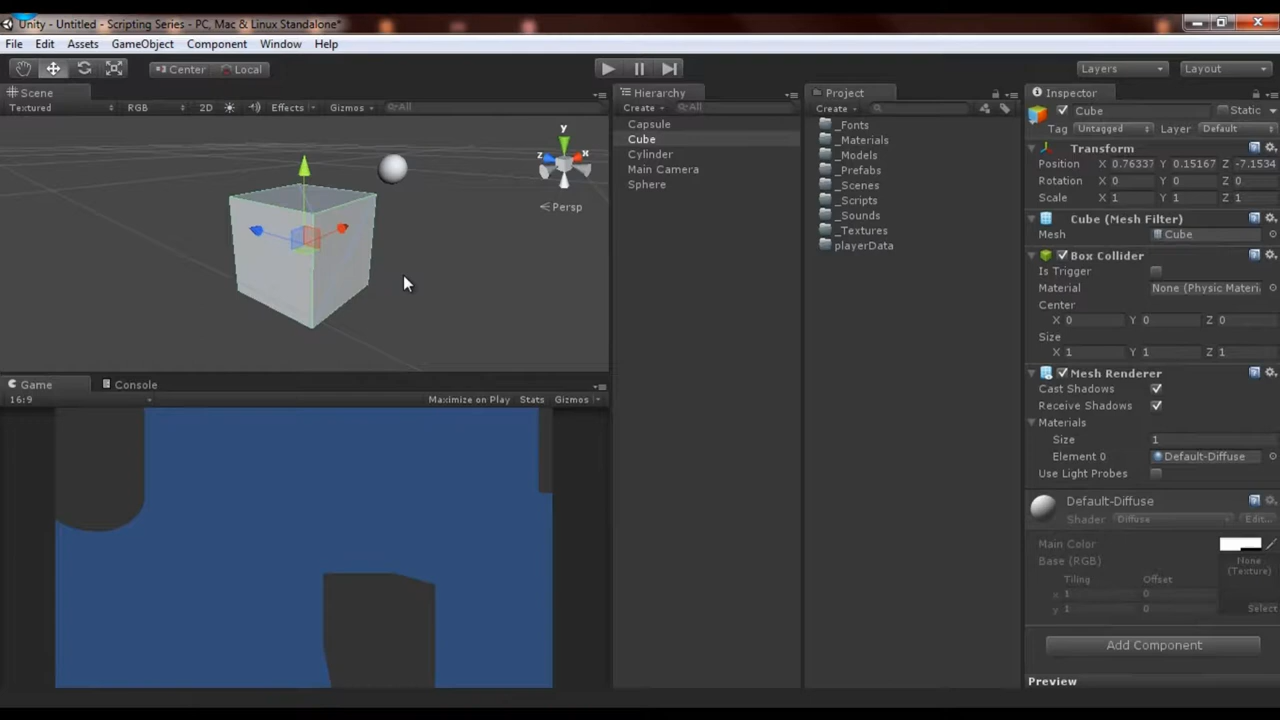 Unity - Untitled - Scripting Series - PC, Mac & Linux Standalone*
File Edit Assets GameObject Component Window Help
Center Local
Layers Layout
Scene
Textured RGB 2D Effects Gizmos All
y
z x
Persp
Game Console
16:9 Maximize on Play Stats Gizmos
Hierarchy
Create All
Capsule
Cube
Cylinder
Main Camera
Sphere
Project
Create
_Fonts
_Materials
_Models
_Prefabs
_Scenes
_Scripts
_Sounds
_Textures
playerData
Inspector
Cube Static
Tag Untagged Layer Default
Transform
Position X 0.76337 Y 0.15167 Z -7.1534
Rotation X 0 Y 0 Z 0
Scale X 1 Y 1 Z 1
Cube (Mesh Filter)
Mesh Cube
Box Collider
Is Trigger
Material None (Physic Materi
Center
X 0 Y 0 Z 0
Size
X 1 Y 1 Z 1
Mesh Renderer
Cast Shadows
Receive Shadows
Materials
Size 1
Element 0 Default-Diffuse
Use Light Probes
Default-Diffuse
Shader Diffuse Edit...
Main Color
Base (RGB) None
(Texture)
Tiling Offset
x 1 0
y 1 0 Select
Add Component
Preview